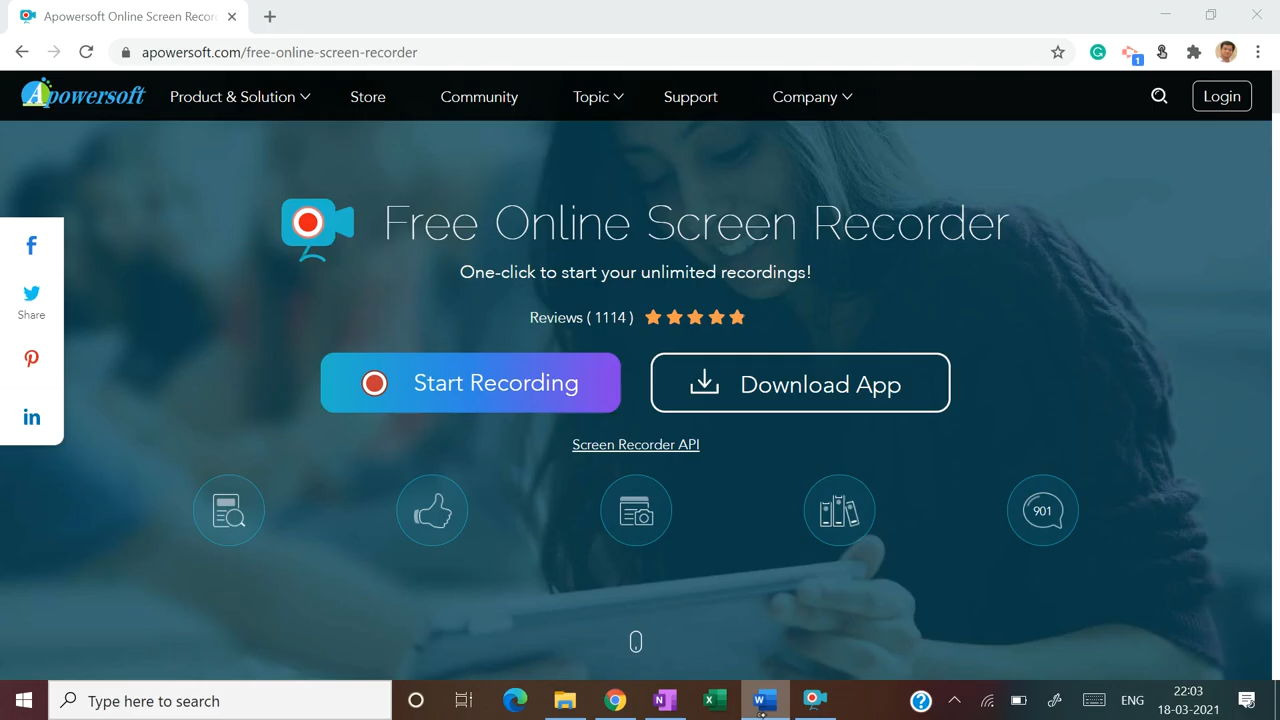 Apowersoft Online Screen Recor
apowersoft.com/free-online-screen-recorder
1
Apowersoft
Product & Solution
Store
Community
Topic
Support
Company
Login
Free Online Screen Recorder
One-click to start your unlimited recordings!
Reviews ( 1114 )
Share
Start Recording
Download App
Screen Recorder API
901
Type here to search
ENG
22:03
18-03-2021